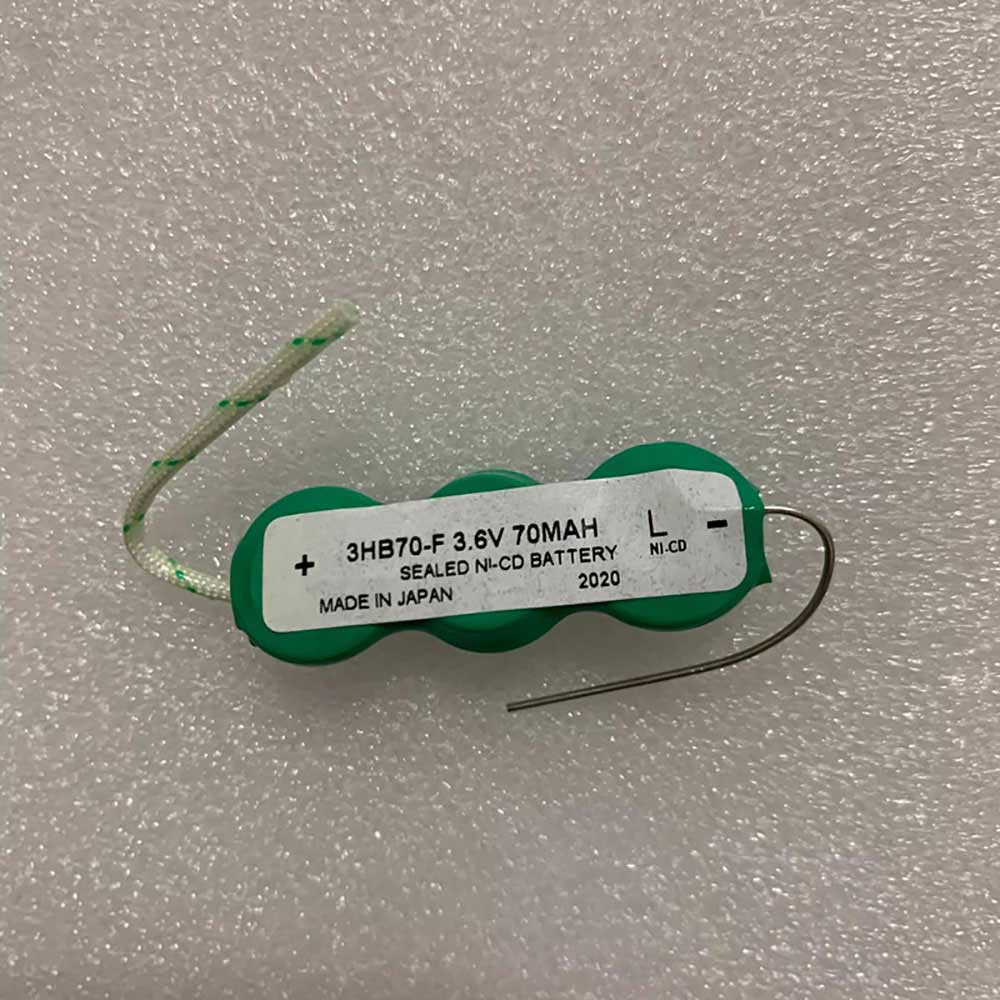 + 3HB70-F 3.6V 70MAH L -
SEALED NI-CD BATTERY NI-CD
MADE IN JAPAN 2020